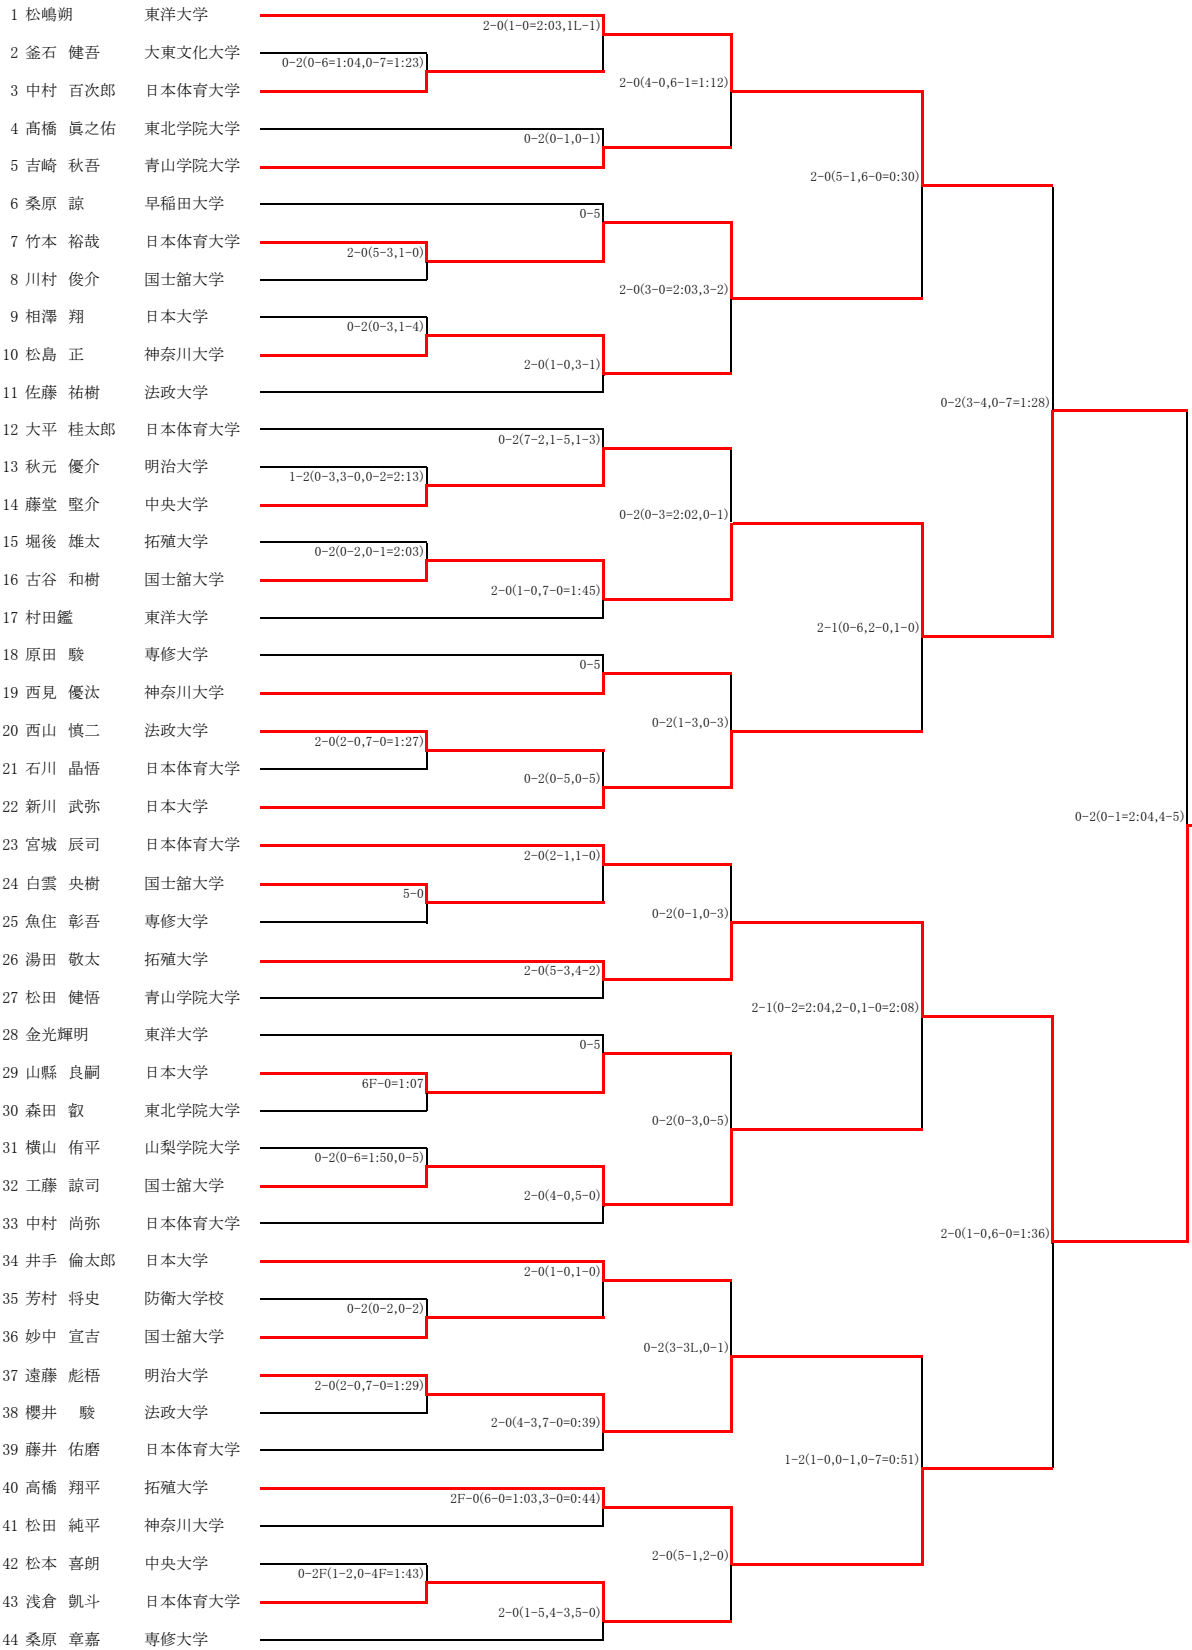 1 松嶋朔 東洋大学
2-0(1-0=2:03,1L-1)
2 釜石 健吾 大東文化大学
0-2(0-6=1:04,0-7=1:23)
3 中村 百次郎 日本体育大学
2-0(4-0,6-1=1:12)
4 髙橋 眞之佑 東北学院大学
0-2(0-1,0-1)
5 吉崎 秋吾 青山学院大学
2-0(5-1,6-0=0:30)
6 桑原 諒 早稲田大学
0-5
7 竹本 裕哉 日本体育大学
2-0(5-3,1-0)
8 川村 俊介 国士舘大学
2-0(3-0=2:03,3-2)
9 相澤 翔 日本大学
0-2(0-3,1-4)
10 松島 正 神奈川大学
2-0(1-0,3-1)
11 佐藤 祐樹 法政大学
0-2(3-4,0-7=1:28)
12 大平 桂太郎 日本体育大学
0-2(7-2,1-5,1-3)
13 秋元 優介 明治大学
1-2(0-3,3-0,0-2=2:13)
14 藤堂 堅介 中央大学
0-2(0-3=2:02,0-1)
15 堀後 雄太 拓殖大学
0-2(0-2,0-1=2:03)
16 古谷 和樹 国士舘大学
2-0(1-0,7-0=1:45)
17 村田鑑 東洋大学
2-1(0-6,2-0,1-0)
18 原田 駿 専修大学
0-5
19 西見 優汰 神奈川大学
0-2(1-3,0-3)
20 西山 慎二 法政大学
2-0(2-0,7-0=1:27)
21 石川 晶悟 日本体育大学
0-2(0-5,0-5)
22 新川 武弥 日本大学
0-2(0-1=2:04,4-5)
23 宮城 辰司 日本体育大学
2-0(2-1,1-0)
24 白雲 央樹 国士舘大学
5-0
0-2(0-1,0-3)
25 魚住 彰吾 専修大学
26 湯田 敬太 拓殖大学
2-0(5-3,4-2)
27 松田 健悟 青山学院大学
2-1(0-2=2:04,2-0,1-0=2:08)
28 金光輝明 東洋大学
0-5
29 山縣 良嗣 日本大学
6F-0=1:07
30 森田 叡 東北学院大学
0-2(0-3,0-5)
31 横山 侑平 山梨学院大学
0-2(0-6=1:50,0-5)
32 工藤 諒司 国士舘大学
2-0(4-0,5-0)
33 中村 尚弥 日本体育大学
2-0(1-0,6-0=1:36)
34 井手 倫太郎 日本大学
2-0(1-0,1-0)
35 芳村 将史 防衛大学校
0-2(0-2,0-2)
36 妙中 宣吉 国士舘大学
0-2(3-3L,0-1)
37 遠藤 彪梧 明治大学
2-0(2-0,7-0=1:29)
38 櫻井 駿 法政大学
2-0(4-3,7-0=0:39)
39 藤井 佑磨 日本体育大学
1-2(1-0,0-1,0-7=0:51)
40 高橋 翔平 拓殖大学
2F-0(6-0=1:03,3-0=0:44)
41 松田 純平 神奈川大学
2-0(5-1,2-0)
42 松本 喜朗 中央大学
0-2F(1-2,0-4F=1:43)
43 浅倉 凱斗 日本体育大学
2-0(1-5,4-3,5-0)
44 桑原 章嘉 専修大学